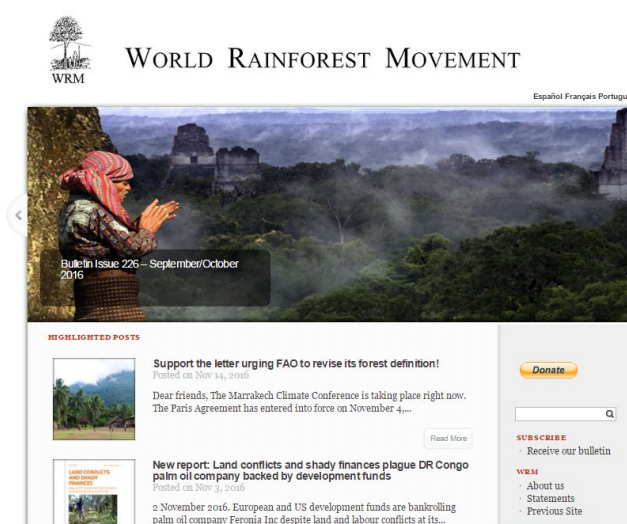 WRM
WORLD RAINFOREST MOVEMENT
Español Français Portugu
Bulletin Issue 226 – September/October
2016
HIGHLIGHTED POSTS
Support the letter urging FAO to revise its forest definition!
Posted on Nov 14, 2016
Dear friends, The Marrakech Climate Conference is taking place right now.
The Paris Agreement has entered into force on November 4,...
Read More
LAND CONFLICTS
AND SHADY
FINANCES
New report: Land conflicts and shady finances plague DR Congo
palm oil company backed by development funds
Posted on Nov 3, 2016
2 November 2016. European and US development funds are bankrolling
palm oil company Feronia Inc despite land and labour conflicts at its...
Donate
SUBSCRIBE
Receive our bulletin
WRM
About us
Statements
Previous Site